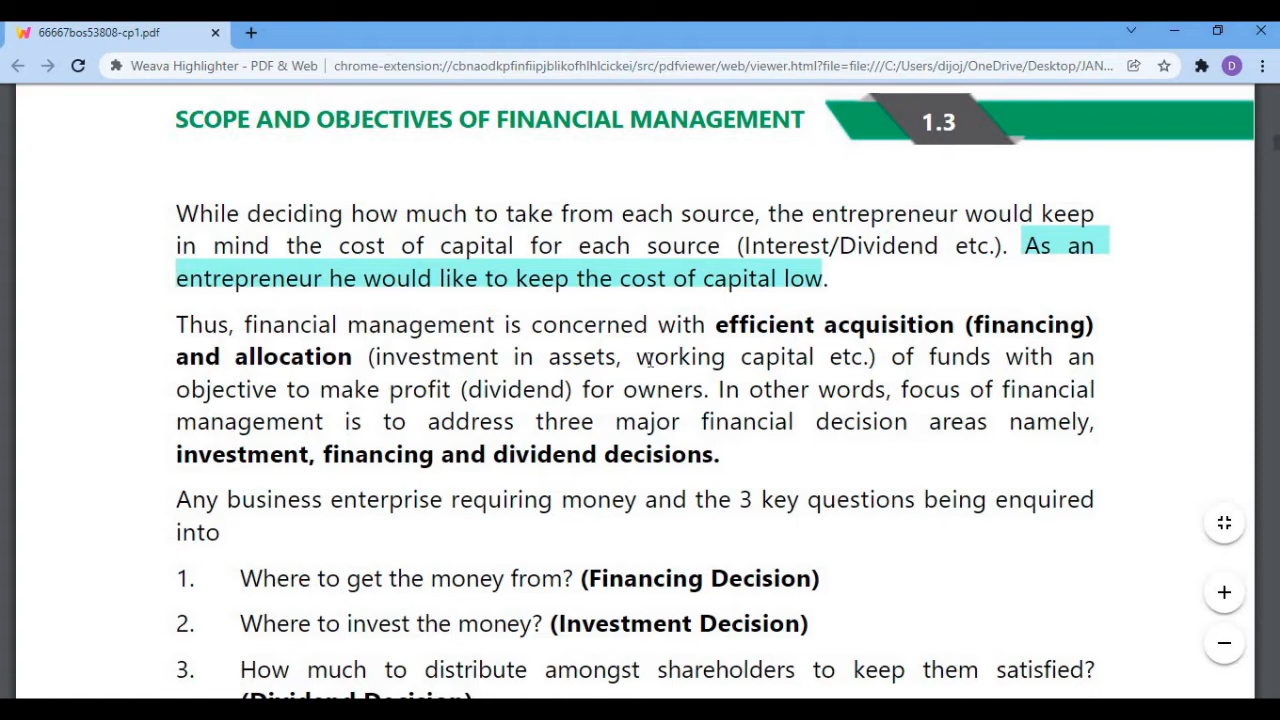 66667bos53808-cp1.pdf
Weava Highlighter - PDF & Web | chrome-extension://cbnaodkpfinfiipjblikofhlhlcickei/src/pdfviewer/web/viewer.html?file=file:///C:/Users/dijoj/OneDrive/Desktop/JAN...
D
SCOPE AND OBJECTIVES OF FINANCIAL MANAGEMENT 1.3
While deciding how much to take from each source, the entrepreneur would keep
in mind the cost of capital for each source (Interest/Dividend etc.). As an
entrepreneur he would like to keep the cost of capital low.
Thus, financial management is concerned with efficient acquisition (financing)
and allocation (investment in assets, working capital etc.) of funds with an
objective to make profit (dividend) for owners. In other words, focus of financial
management is to address three major financial decision areas namely,
investment, financing and dividend decisions.
Any business enterprise requiring money and the 3 key questions being enquired
into
1. Where to get the money from? (Financing Decision)
2. Where to invest the money? (Investment Decision)
3. How much to distribute amongst shareholders to keep them satisfied?
(Dividend Decision)